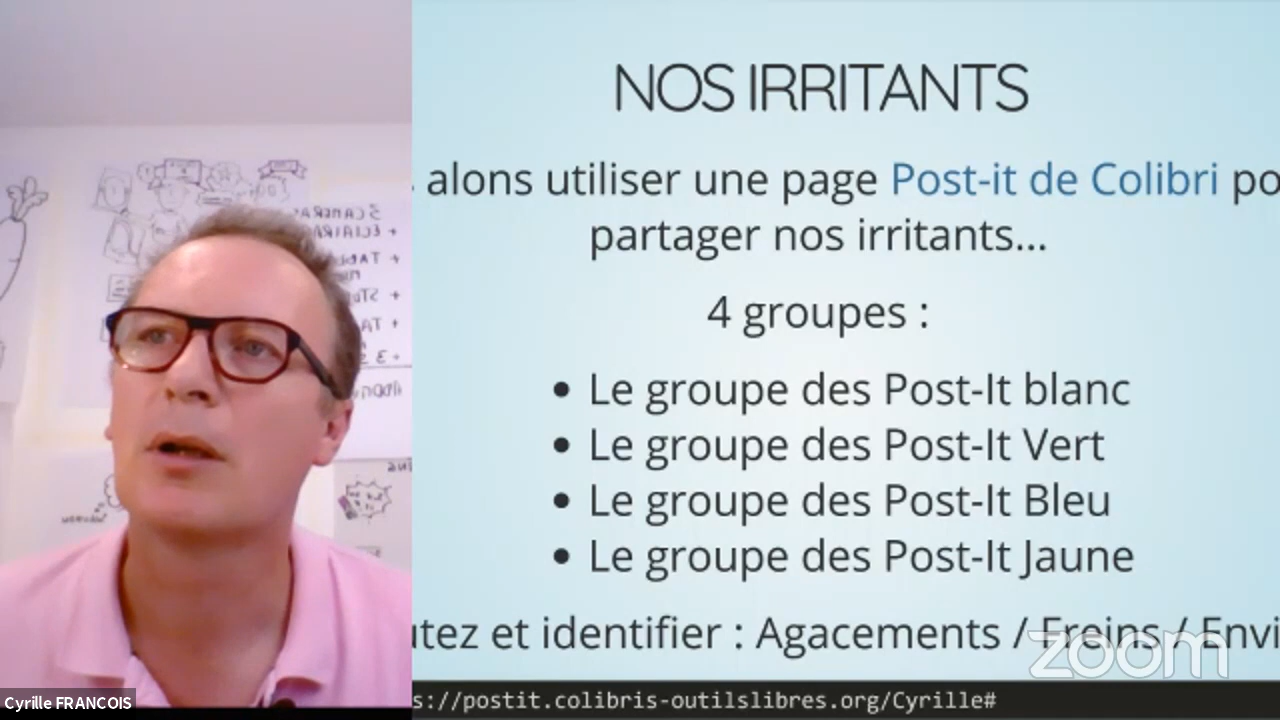 NOS IRRITANTS
alons utiliser une page Post-it de Colibri po
partager nos irritants...
4 groupes :
• Le groupe des Post-It blanc
• Le groupe des Post-It Vert
• Le groupe des Post-It Bleu
• Le groupe des Post-It Jaune
utez et identifier : Agacements / Freins / Envi
zoom
s://postit.colibris-outilslibres.org/Cyrille#
Cyrille FRANCOIS